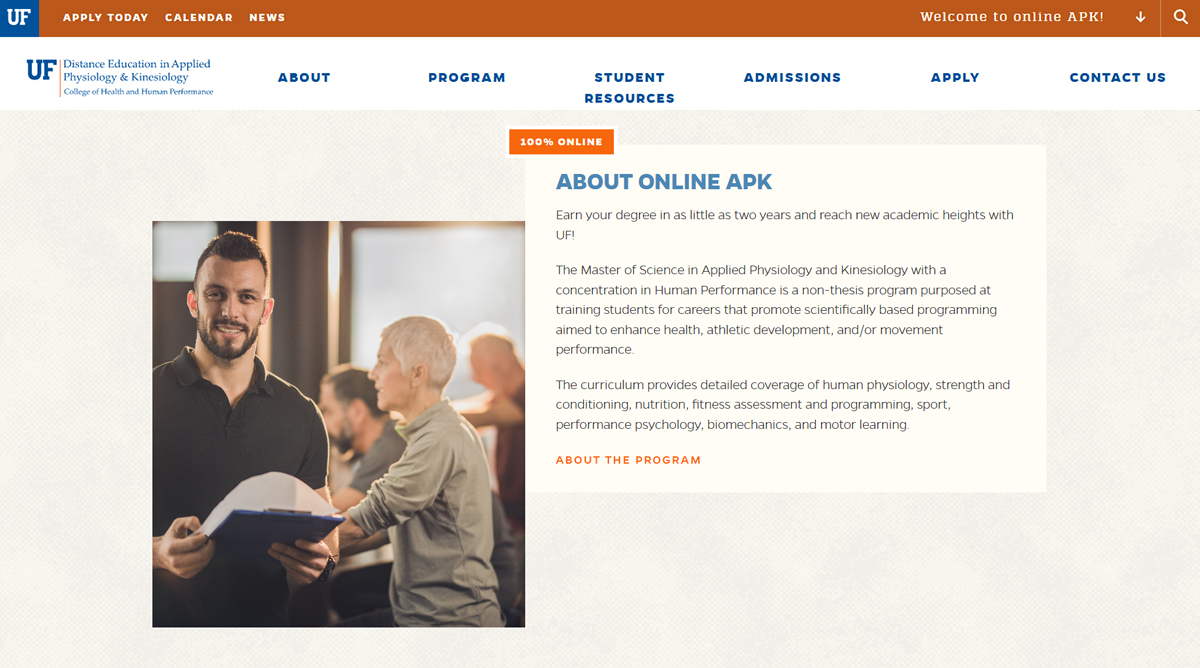 UF
APPLY TODAY CALENDAR NEWS
Welcome to online APK!
UF
Distance Education in Applied
Physiology & Kinesiology
College of Health and Human Performance
ABOUT
PROGRAM
STUDENT
RESOURCES
ADMISSIONS
APPLY
CONTACT US
100% ONLINE
ABOUT ONLINE APK
Earn your degree in as little as two years and reach new academic heights with
UF!
The Master of Science in Applied Physiology and Kinesiology with a
concentration in Human Performance is a non-thesis program purposed at
training students for careers that promote scientifically based programming
aimed to enhance health, athletic development, and/or movement
performance.
The curriculum provides detailed coverage of human physiology, strength and
conditioning, nutrition, fitness assessment and programming, sport,
performance psychology, biomechanics, and motor learning.
ABOUT THE PROGRAM